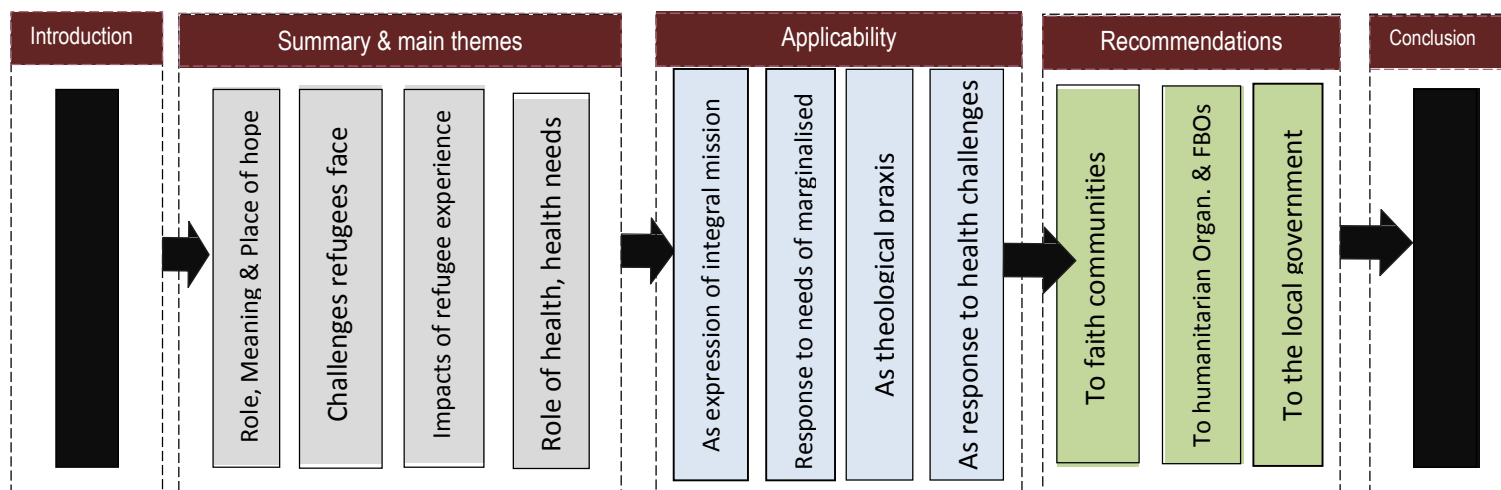 Introduction
Summary & main themes
Role, Meaning & Place of hope
Challenges refugees face
Impacts of refugee experience
Role of health, health needs
Applicability
As expression of integral mission
Response to needs of marginalised
As theological praxis
As response to health challenges
Recommendations
To faith communities
To humanitarian Organ. & FBOs
To the local government
Conclusion